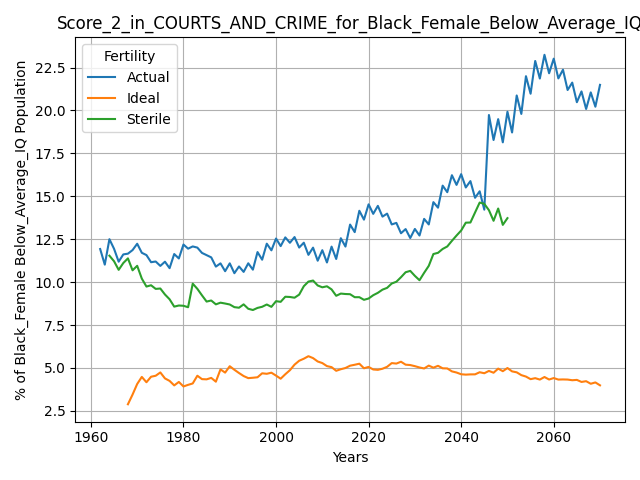 Score_2_in_COURTS_AND_CRIME_for_Black_Female_Below_Average_IQ
Fertility
Actual
Ideal
Sterile
% of Black_Female Below_Average_IQ Population
22.5
20.0
17.5
15.0
12.5
10.0
7.5
5.0
2.5
1960
1980
2000
2020
2040
2060
Years